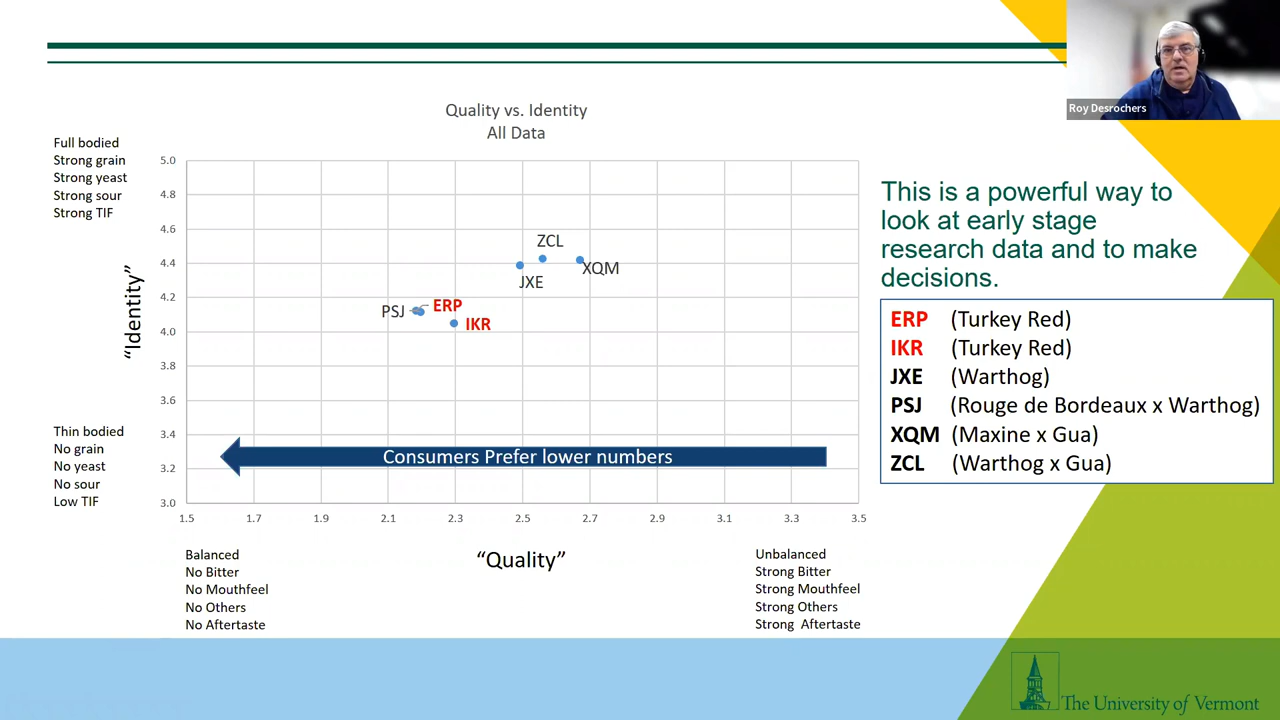 Roy Desrochers
Quality vs. Identity
All Data
Full bodied
Strong grain
Strong yeast
Strong sour
Strong TIF
5.0
4.8
4.6
4.4
4.2
4.0
3.8
3.6
3.4
3.2
3.0
“Identity”
Thin bodied
No grain
No yeast
No sour
Low TIF
ZCL
XQM
JXE
PSJ
ERP
IKR
Consumers Prefer lower numbers
1.5 1.7 1.9 2.1 2.3 2.5 2.7 2.9 3.1 3.3 3.5
“Quality”
Balanced
No Bitter
No Mouthfeel
No Others
No Aftertaste
Unbalanced
Strong Bitter
Strong Mouthfeel
Strong Others
Strong Aftertaste
This is a powerful way to
look at early stage
research data and to make
decisions.
ERP (Turkey Red)
IKR (Turkey Red)
JXE (Warthog)
PSJ (Rouge de Bordeaux x Warthog)
XQM (Maxine x Gua)
ZCL (Warthog x Gua)
The University of Vermont